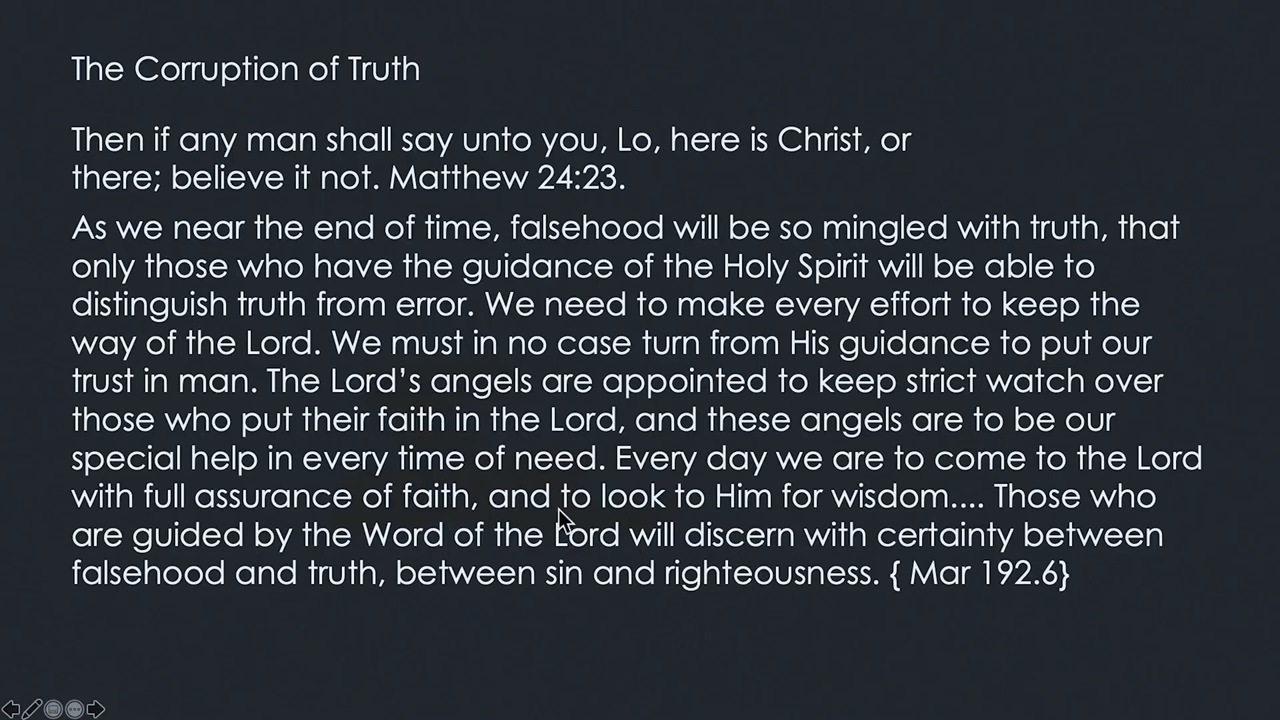 The Corruption of Truth
Then if any man shall say unto you, Lo, here is Christ, or
there; believe it not. Matthew 24:23.
As we near the end of time, falsehood will be so mingled with truth, that
only those who have the guidance of the Holy Spirit will be able to
distinguish truth from error. We need to make every effort to keep the
way of the Lord. We must in no case turn from His guidance to put our
trust in man. The Lord’s angels are appointed to keep strict watch over
those who put their faith in the Lord, and these angels are to be our
special help in every time of need. Every day we are to come to the Lord
with full assurance of faith, and to look to Him for wisdom.... Those who
are guided by the Word of the Lord will discern with certainty between
falsehood and truth, between sin and righteousness. { Mar 192.6}